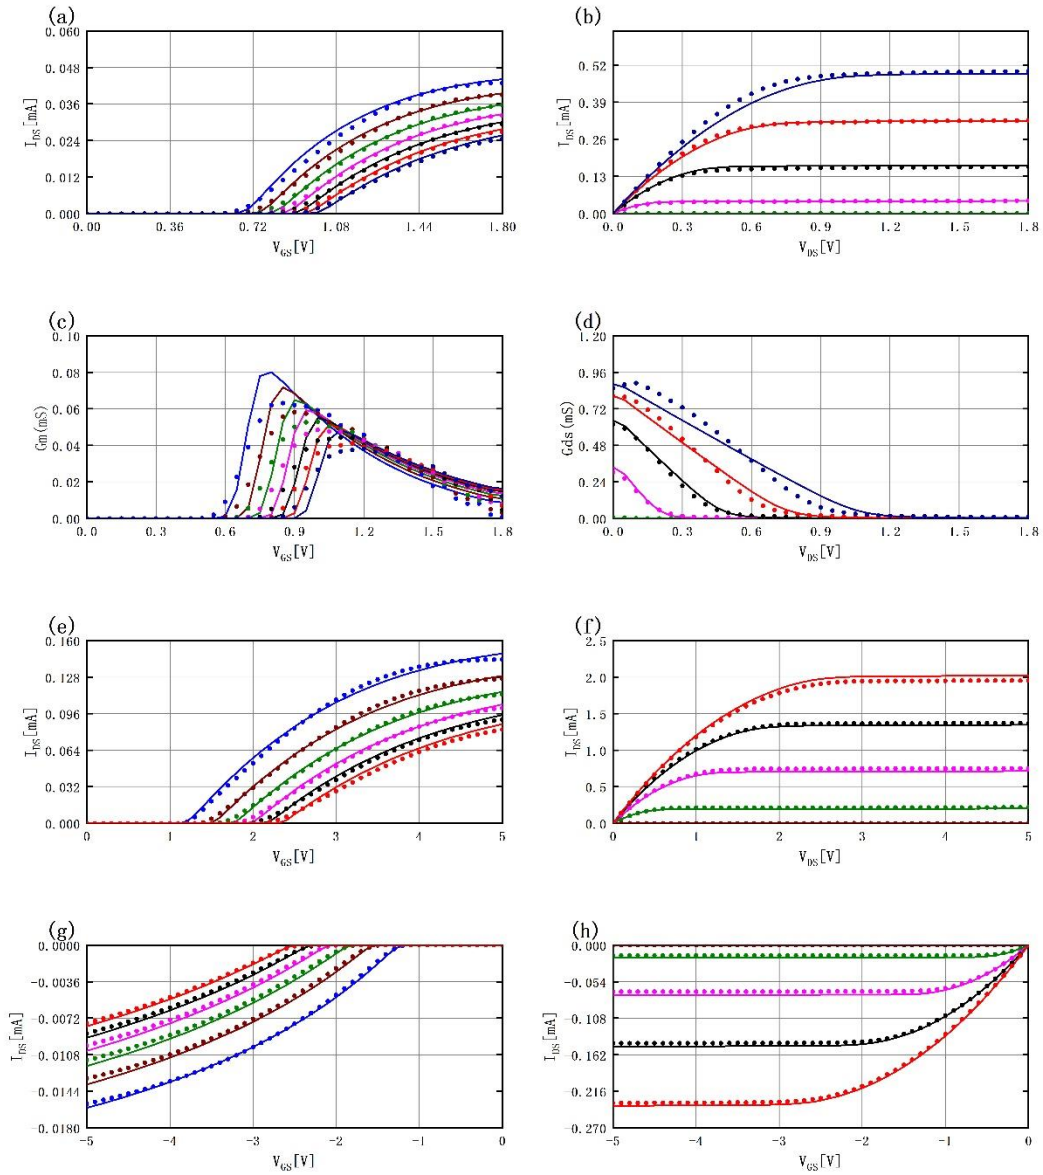 (a)
0.060
0.048
0.036
0.024
0.012
0.000
I_DS[mA]
0.00 0.36 0.72 1.08 1.44 1.80
V_GS[V]
(b)
0.52
0.39
0.26
0.13
0.00
I_DS[mA]
0.0 0.3 0.6 0.9 1.2 1.5 1.8
V_DS[V]
(c)
0.10
0.08
0.06
0.04
0.02
0.00
Gm(mS)
0.0 0.3 0.6 0.9 1.2 1.5 1.8
V_GS[V]
(d)
1.20
0.96
0.72
0.48
0.24
0.00
Gds(mS)
0.0 0.3 0.6 0.9 1.2 1.5 1.8
V_DS[V]
(e)
0.160
0.128
0.096
0.064
0.032
0.000
I_DS[mA]
0 1 2 3 4 5
V_GS[V]
(f)
2.5
2.0
1.5
1.0
0.5
0.0
I_DS[mA]
0 1 2 3 4 5
V_DS[V]
(g)
0.0000
-0.0036
-0.0072
-0.0108
-0.0144
-0.0180
I_DS[mA]
-5 -4 -3 -2 -1 0
V_GS[V]
(h)
0.000
-0.054
-0.108
-0.162
-0.216
-0.270
I_DS[mA]
-5 -4 -3 -2 -1 0
V_GS[V]